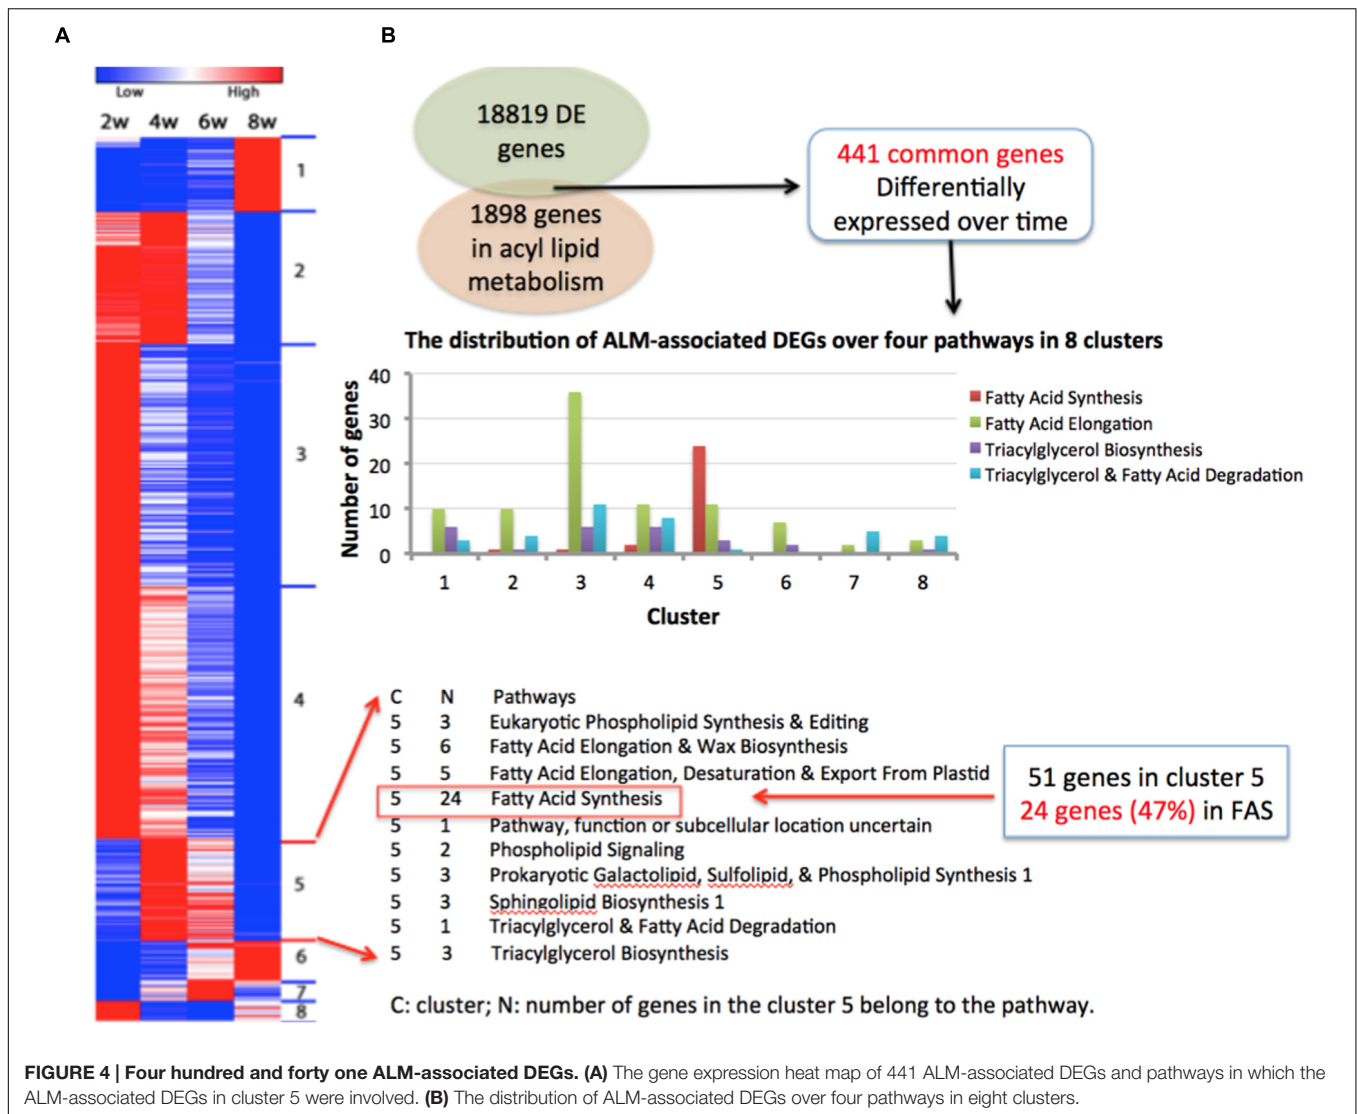 A
B
Low High
2w 4w 6w 8w
1
2
3
4
5
6
7
8
18819 DE
genes
1898 genes
in acyl lipid
metabolism
441 common genes
Differentially
expressed over time
The distribution of ALM-associated DEGs over four pathways in 8 clusters
Number of genes
40
30
20
10
0
1 2 3 4 5 6 7 8
Cluster
Fatty Acid Synthesis
Fatty Acid Elongation
Triacylglycerol Biosynthesis
Triacylglycerol & Fatty Acid Degradation
C N Pathways
5 3 Eukaryotic Phospholipid Synthesis & Editing
5 6 Fatty Acid Elongation & Wax Biosynthesis
5 5 Fatty Acid Elongation, Desaturation & Export From Plastid
5 24 Fatty Acid Synthesis
5 1 Pathway, function or subcellular location uncertain
5 2 Phospholipid Signaling
5 3 Prokaryotic Galactolipid, Sulfolipid, & Phospholipid Synthesis 1
5 3 Sphingolipid Biosynthesis 1
5 1 Triacylglycerol & Fatty Acid Degradation
5 3 Triacylglycerol Biosynthesis
51 genes in cluster 5
24 genes (47%) in FAS
C: cluster; N: number of genes in the cluster 5 belong to the pathway.
FIGURE 4 | Four hundred and forty one ALM-associated DEGs. (A) The gene expression heat map of 441 ALM-associated DEGs and pathways in which the
ALM-associated DEGs in cluster 5 were involved. (B) The distribution of ALM-associated DEGs over four pathways in eight clusters.